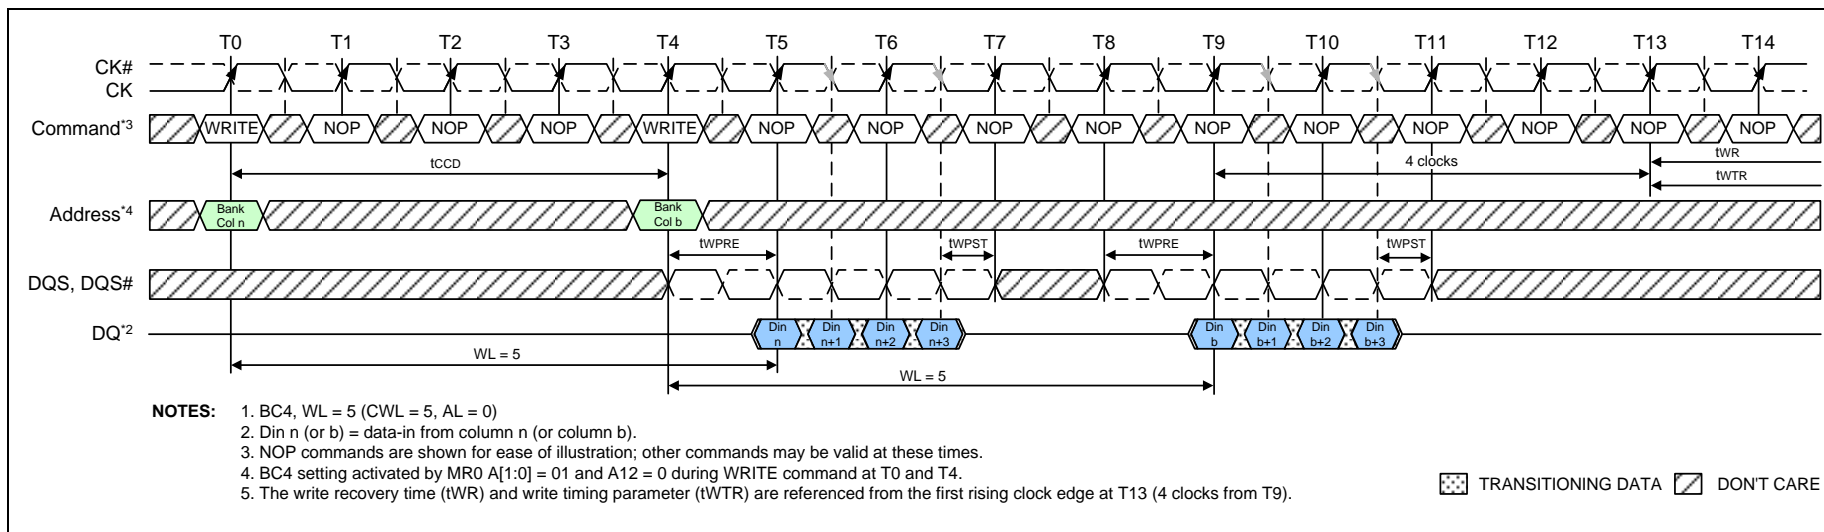 T0 T1 T2 T3 T4 T5 T6 T7 T8 T9 T10 T11 T12 T13 T14
CK#
CK
Command*3 WRITE NOP NOP NOP WRITE NOP NOP NOP NOP NOP NOP NOP NOP NOP NOP
tCCD 4 clocks tWR
tWTR
Address*4 Bank Col n Bank Col b
tWPRE tWPST tWPRE tWPST
DQS, DQS#
DQ*2 Din n Din n+1 Din n+2 Din n+3 Din b Din b+1 Din b+2 Din b+3
WL = 5
WL = 5
NOTES: 1. BC4, WL = 5 (CWL = 5, AL = 0)
2. Din n (or b) = data-in from column n (or column b).
3. NOP commands are shown for ease of illustration; other commands may be valid at these times.
4. BC4 setting activated by MR0 A[1:0] = 01 and A12 = 0 during WRITE command at T0 and T4.
5. The write recovery time (tWR) and write timing parameter (tWTR) are referenced from the first rising clock edge at T13 (4 clocks from T9).
TRANSITIONING DATA DON'T CARE